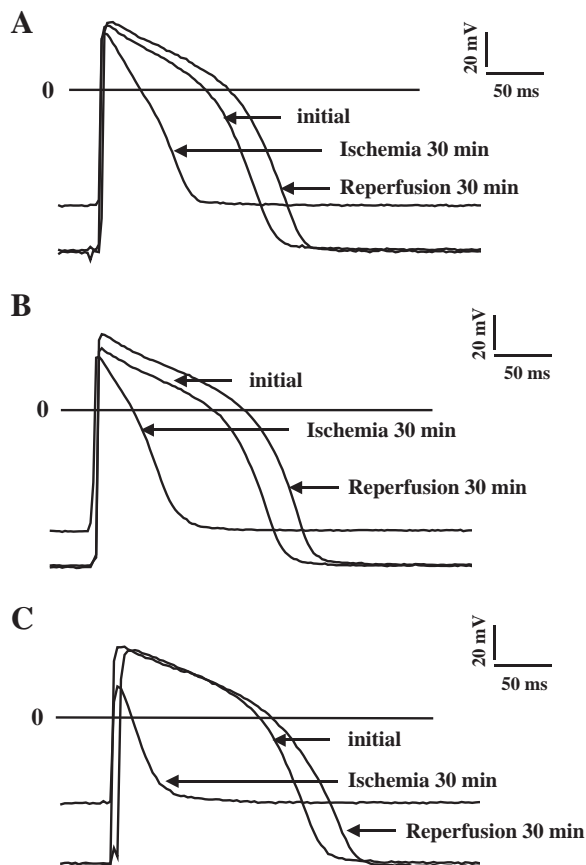 A
20 mV
50 ms
0
initial
Ischemia 30 min
Reperfusion 30 min
B
20 mV
50 ms
initial
0
Ischemia 30 min
Reperfusion 30 min
C
20 mV
50 ms
0
initial
Ischemia 30 min
Reperfusion 30 min